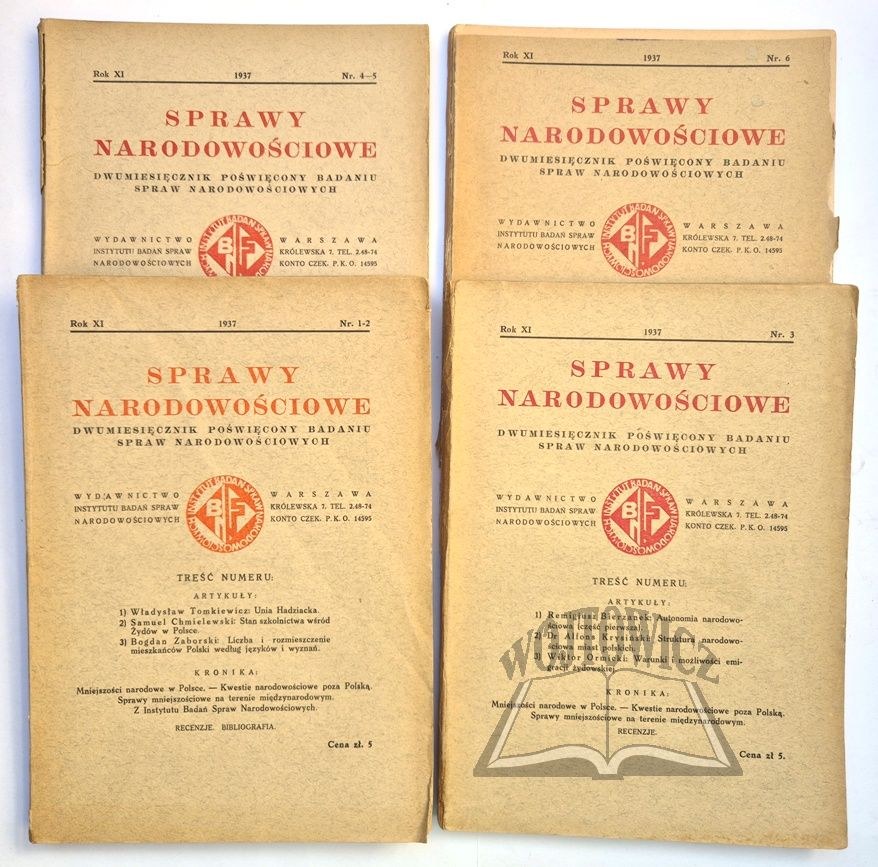 Rok XI 1937 Nr. 4—5
SPRAWY
NARODOWOŚCIOWE
DWUMIESIĘCZNIK POŚWIĘCONY BADANIU
SPRAW NARODOWOŚCIOWYCH
WYDAWNICTWO
INSTYTUTU BADAŃ SPRAW
NARODOWOŚCIOWYCH
WARSZAWA
KRÓLEWSKA 7. TEL. 2.48-74
KONTO CZEK. P. K. O. 14595
Rok XI 1937 Nr. 6
SPRAWY
NARODOWOŚCIOWE
DWUMIESIĘCZNIK POŚWIĘCONY BADANIU
SPRAW NARODOWOŚCIOWYCH
WYDAWNICTWO
INSTYTUTU BADAŃ SPRAW
NARODOWOŚCIOWYCH
WARSZAWA
KRÓLEWSKA 7. TEL. 2.48-74
KONTO CZEK. P. K. O. 14595
Rok XI 1937 Nr. 1-2
SPRAWY
NARODOWOŚCIOWE
DWUMIESIĘCZNIK POŚWIĘCONY BADANIU
SPRAW NARODOWOŚCIOWYCH
WYDAWNICTWO
INSTYTUTU BADAŃ SPRAW
NARODOWOŚCIOWYCH
INSTYTUT BADAŃ SPRAW NARODOWOŚCIOWYCH
WARSZAWA
KRÓLEWSKA 7. TEL. 2.48-74
KONTO CZEK. P. K. O. 14595
TREŚĆ NUMERU:
ARTYKUŁY:
1) Władysław Tomkiewicz: Unia Hadziacka.
2) Samuel Chmielewski: Stan szkolnictwa wśród
Żydów w Polsce.
3) Bogdan Zaborski: Liczba i rozmieszczenie
mieszkańców Polski według języków i wyznań.
KRONIKA:
Mniejszości narodowe w Polsce. — Kwestie narodowościowe poza Polską.
Sprawy mniejszościowe na terenie międzynarodowym.
Z Instytutu Badań Spraw Narodowościowych.
RECENZJE. BIBLIOGRAFIA.
Cena zł. 5
Rok XI 1937 Nr. 3
SPRAWY
NARODOWOŚCIOWE
DWUMIESIĘCZNIK POŚWIĘCONY BADANIU
SPRAW NARODOWOŚCIOWYCH
WYDAWNICTWO
INSTYTUTU BADAŃ SPRAW
NARODOWOŚCIOWYCH
INSTYTUT BADAŃ SPRAW NARODOWOŚCIOWYCH
WARSZAWA
KRÓLEWSKA 7. TEL. 2.48-74
KONTO CZEK. P. K. O. 14595
TREŚĆ NUMERU:
ARTYKUŁY:
1) Remigiusz Bierzanek: Autonomia narodowo-
ściowa (część pierwsza).
2) Dr Alfons Krysiński: Struktura narodowo-
ściowa miast polskich.
3) Wiktor Ormicki: Warunki i możliwości emi-
gracji żydowskiej.
KRONIKA:
Mniejszości narodowe w Polsce. — Kwestie narodowościowe poza Polską.
Sprawy mniejszościowe na terenie międzynarodowym.
RECENZJE.
Cena zł 5.
WÓJTOWICZ